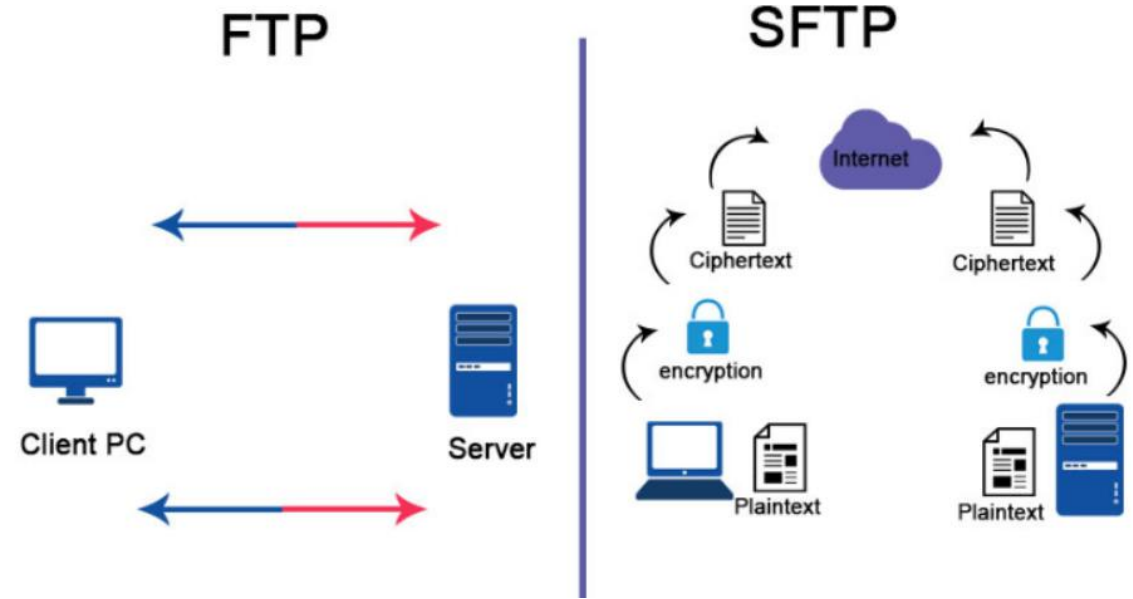 FTP
Client PC
Server
SFTP
Internet
Ciphertext
Ciphertext
encryption
encryption
Plaintext
Plaintext